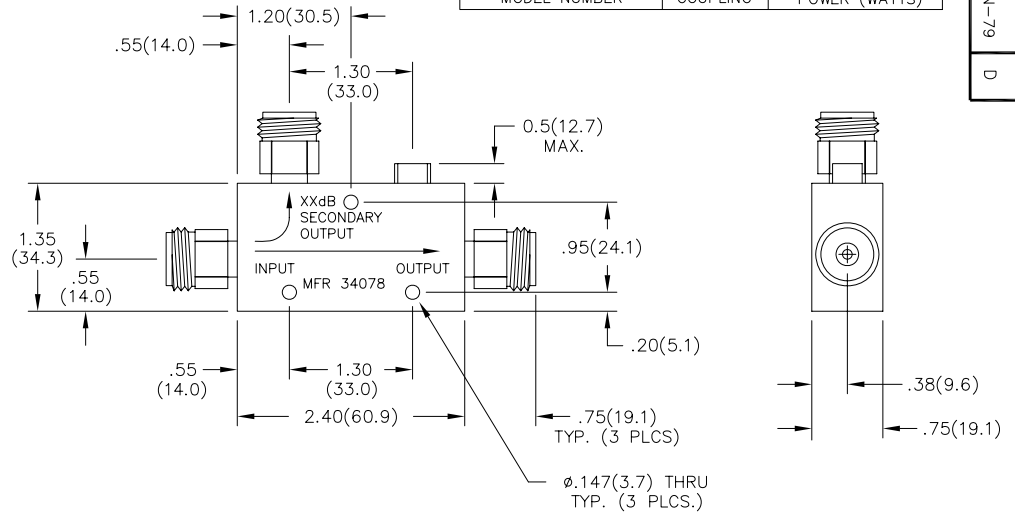 MODEL NUMBER COUPLING POWER (WATTS)
N-79
D
1.20(30.5)
.55(14.0)
1.30
(33.0)
0.5(12.7)
MAX.
XXdB
SECONDARY
OUTPUT
1.35
(34.3)
.55
(14.0)
.95(24.1)
INPUT OUTPUT
MFR 34078
.20(5.1)
.55
(14.0)
1.30
(33.0)
2.40(60.9)
.75(19.1)
TYP. (3 PLCS)
ø.147(3.7) THRU
TYP. (3 PLCS.)
.38(9.6)
.75(19.1)